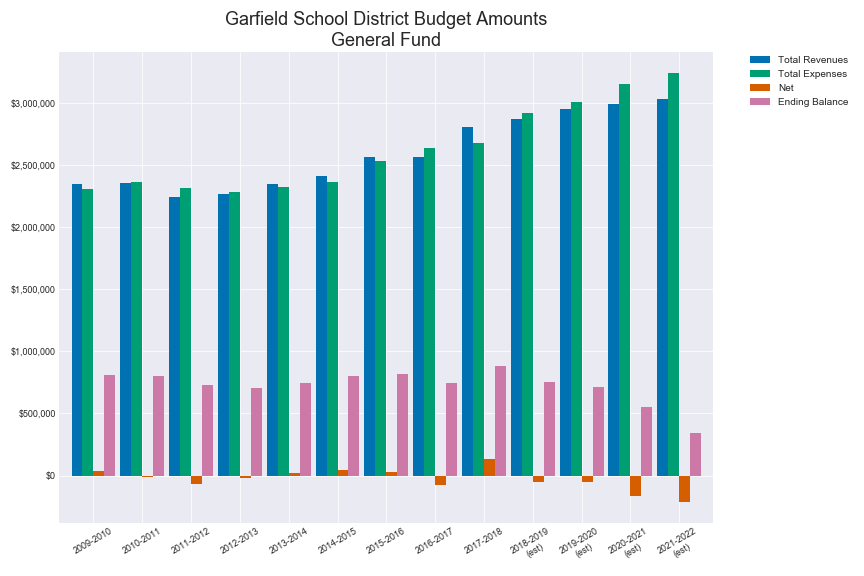 Garfield School District Budget Amounts
General Fund
Total Revenues
Total Expenses
Net
Ending Balance
$3,000,000
$2,500,000
$2,000,000
$1,500,000
$1,000,000
$500,000
$0
2009-2010
2010-2011
2011-2012
2012-2013
2013-2014
2014-2015
2015-2016
2016-2017
2017-2018
2018-2019
(est)
2019-2020
(est)
2020-2021
(est)
2021-2022
(est)